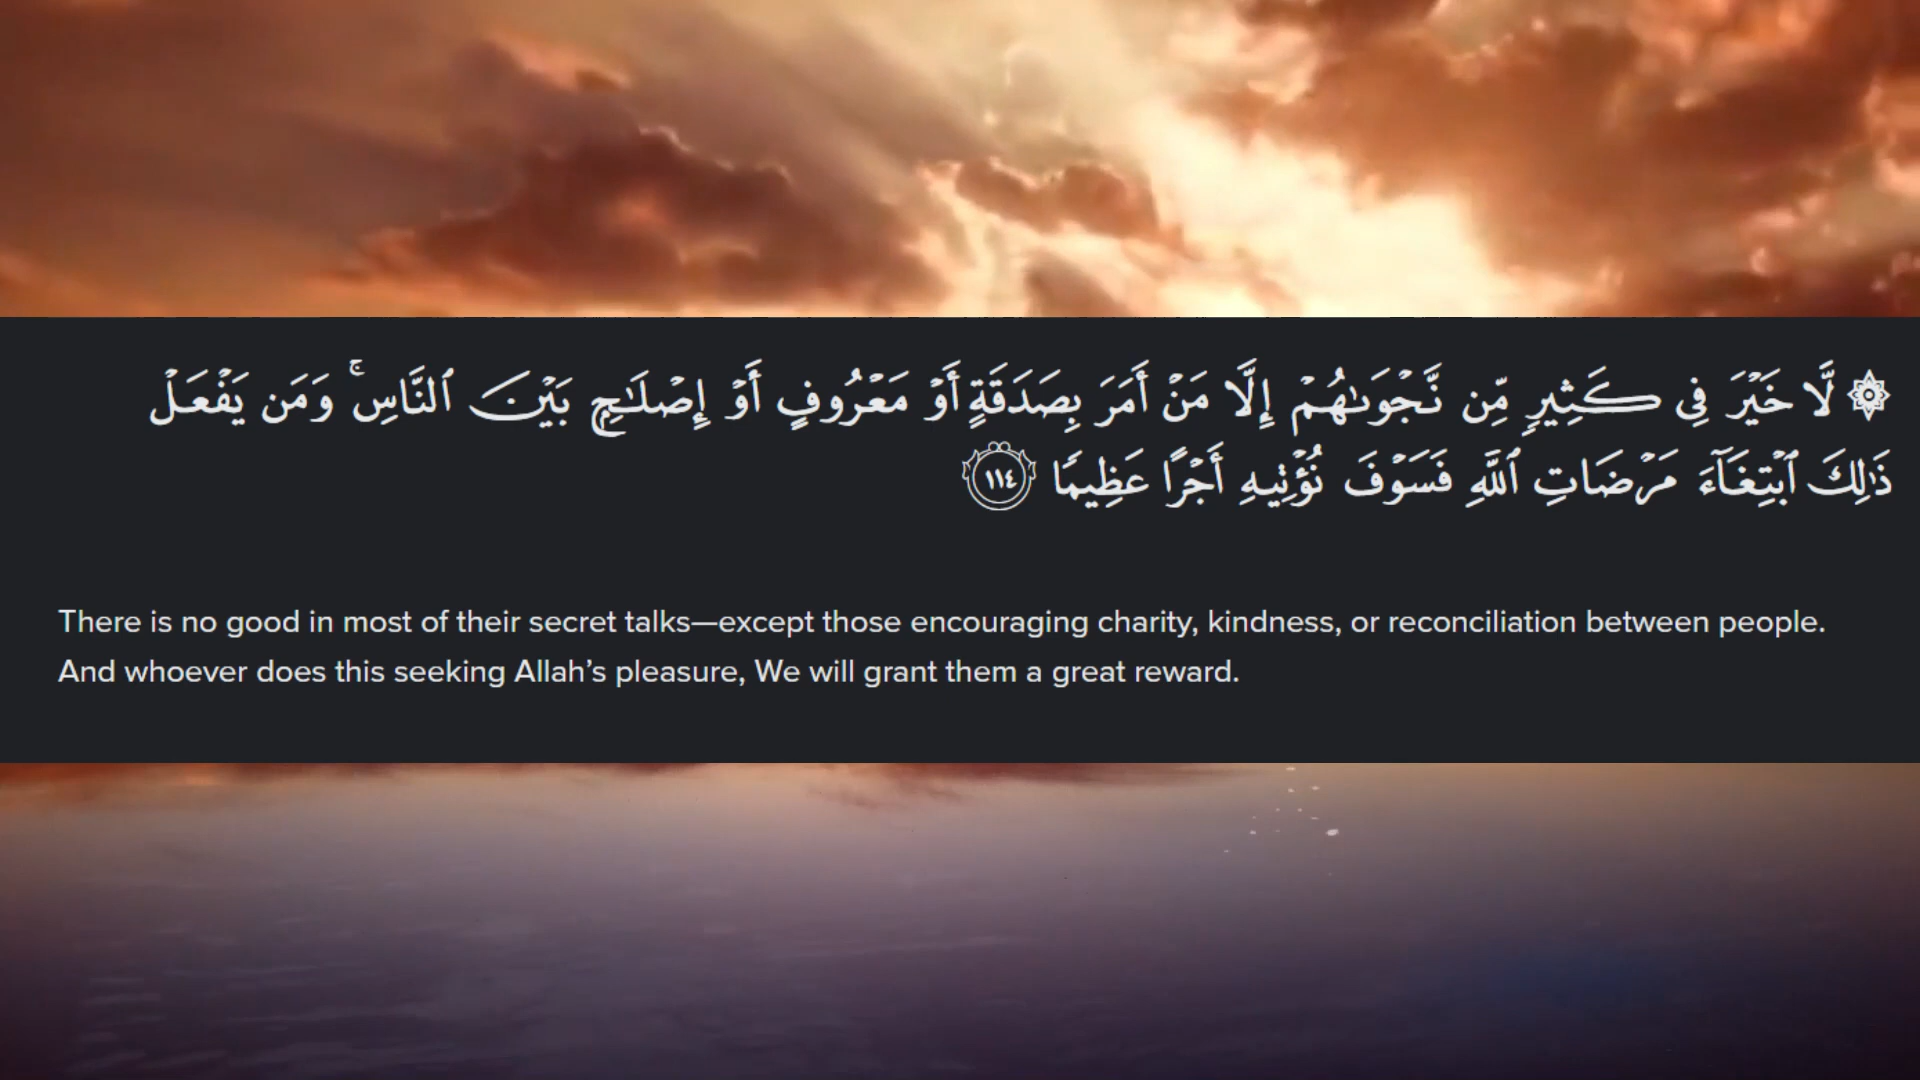 ۞ لَّا خَيْرَ فِى كَثِيرٍ مِّن نَّجْوَىٰهُمْ إِلَّا مَنْ أَمَرَ بِصَدَقَةٍ أَوْ مَعْرُوفٍ أَوْ إِصْلَـٰحٍۭ بَيْنَ ٱلنَّاسِ ۚ وَمَن يَفْعَلْ
ذَٰلِكَ ٱبْتِغَآءَ مَرْضَاتِ ٱللَّهِ فَسَوْفَ نُؤْتِيهِ أَجْرًا عَظِيمًا ١١٤
There is no good in most of their secret talks—except those encouraging charity, kindness, or reconciliation between people.
And whoever does this seeking Allah’s pleasure, We will grant them a great reward.